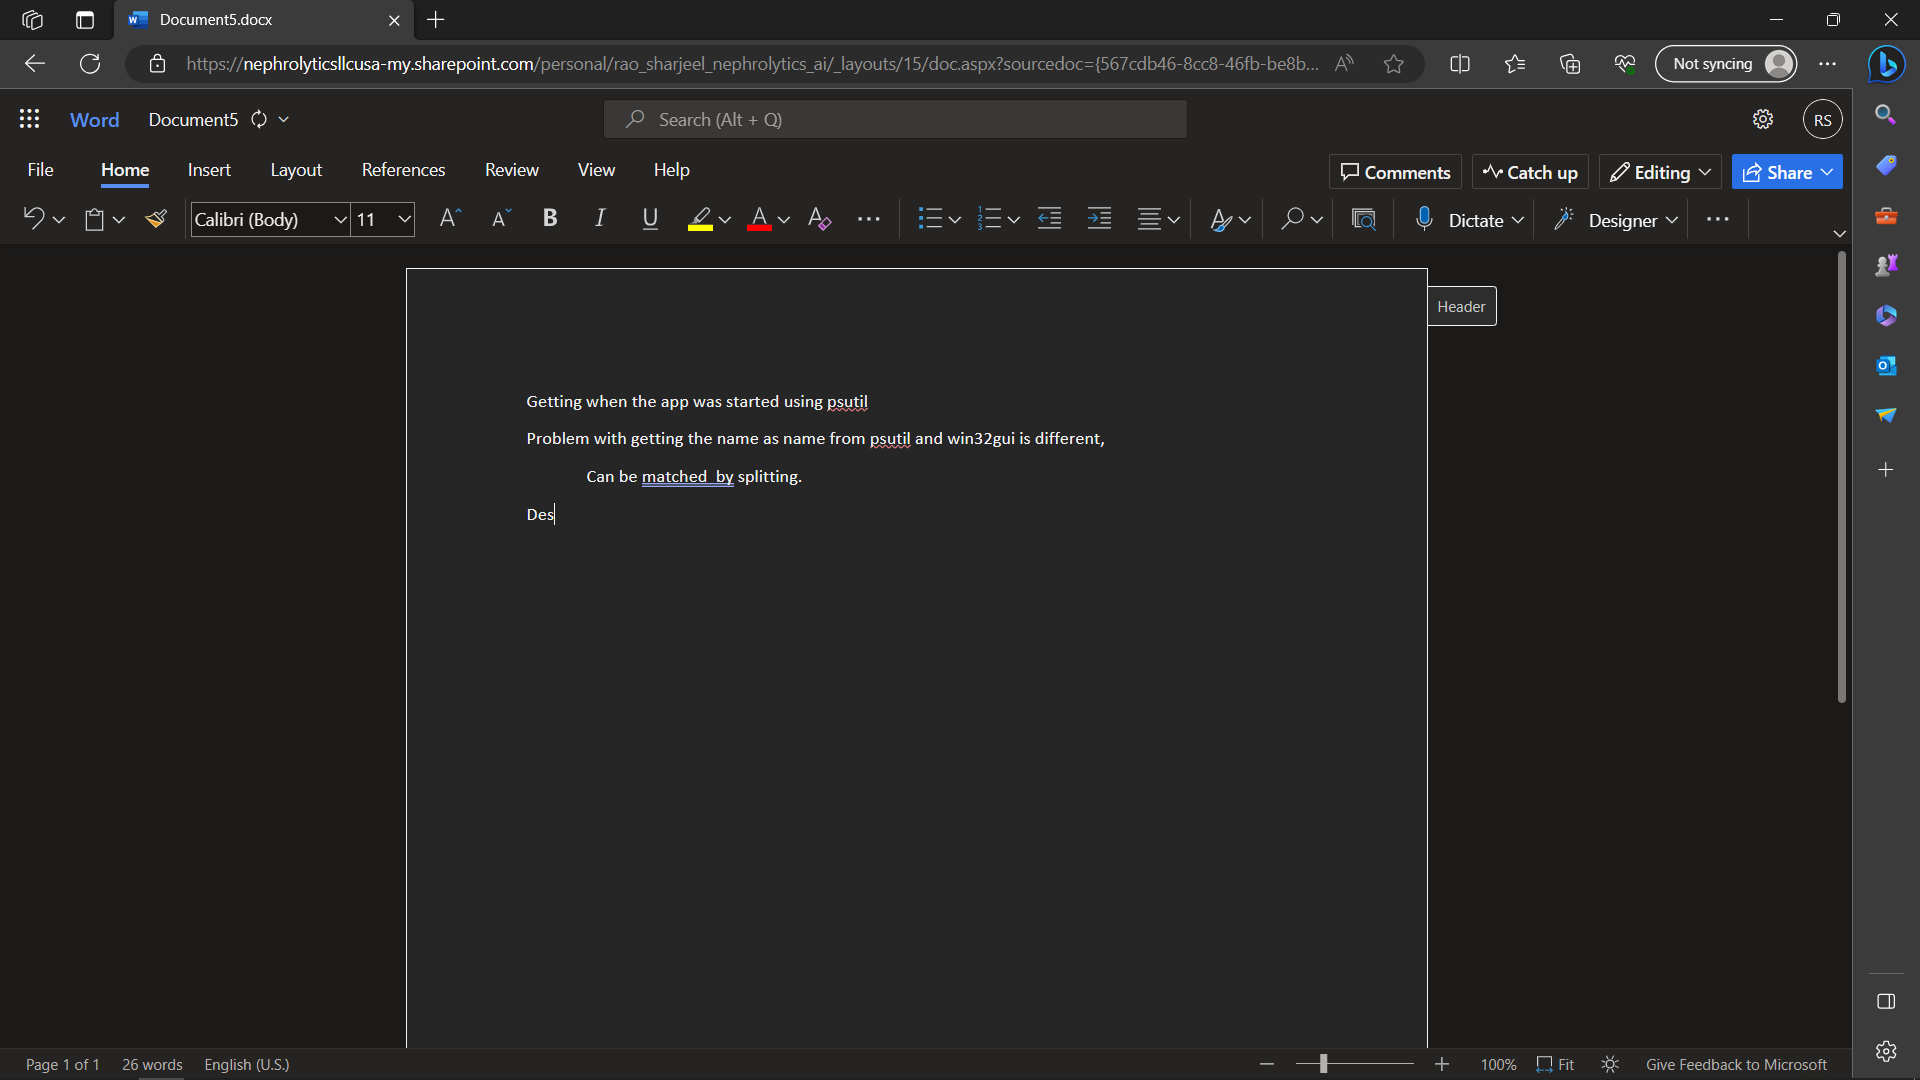 Document5.docx
https://nephrolyticsllcusa-my.sharepoint.com/personal/rao_sharjeel_nephrolytics_ai/_layouts/15/doc.aspx?sourcedoc={567cdb46-8cc8-46fb-be8b...
Not syncing
Word Document5 Search (Alt + Q) RS
File Home Insert Layout References Review View Help Comments Catch up Editing Share
Calibri (Body) 11 Dictate Designer
Header
Getting when the app was started using psutil
Problem with getting the name as name from psutil and win32gui is different,
Can be matched  by splitting.
Des
Page 1 of 1 26 words English (U.S.) 100% Fit Give Feedback to Microsoft